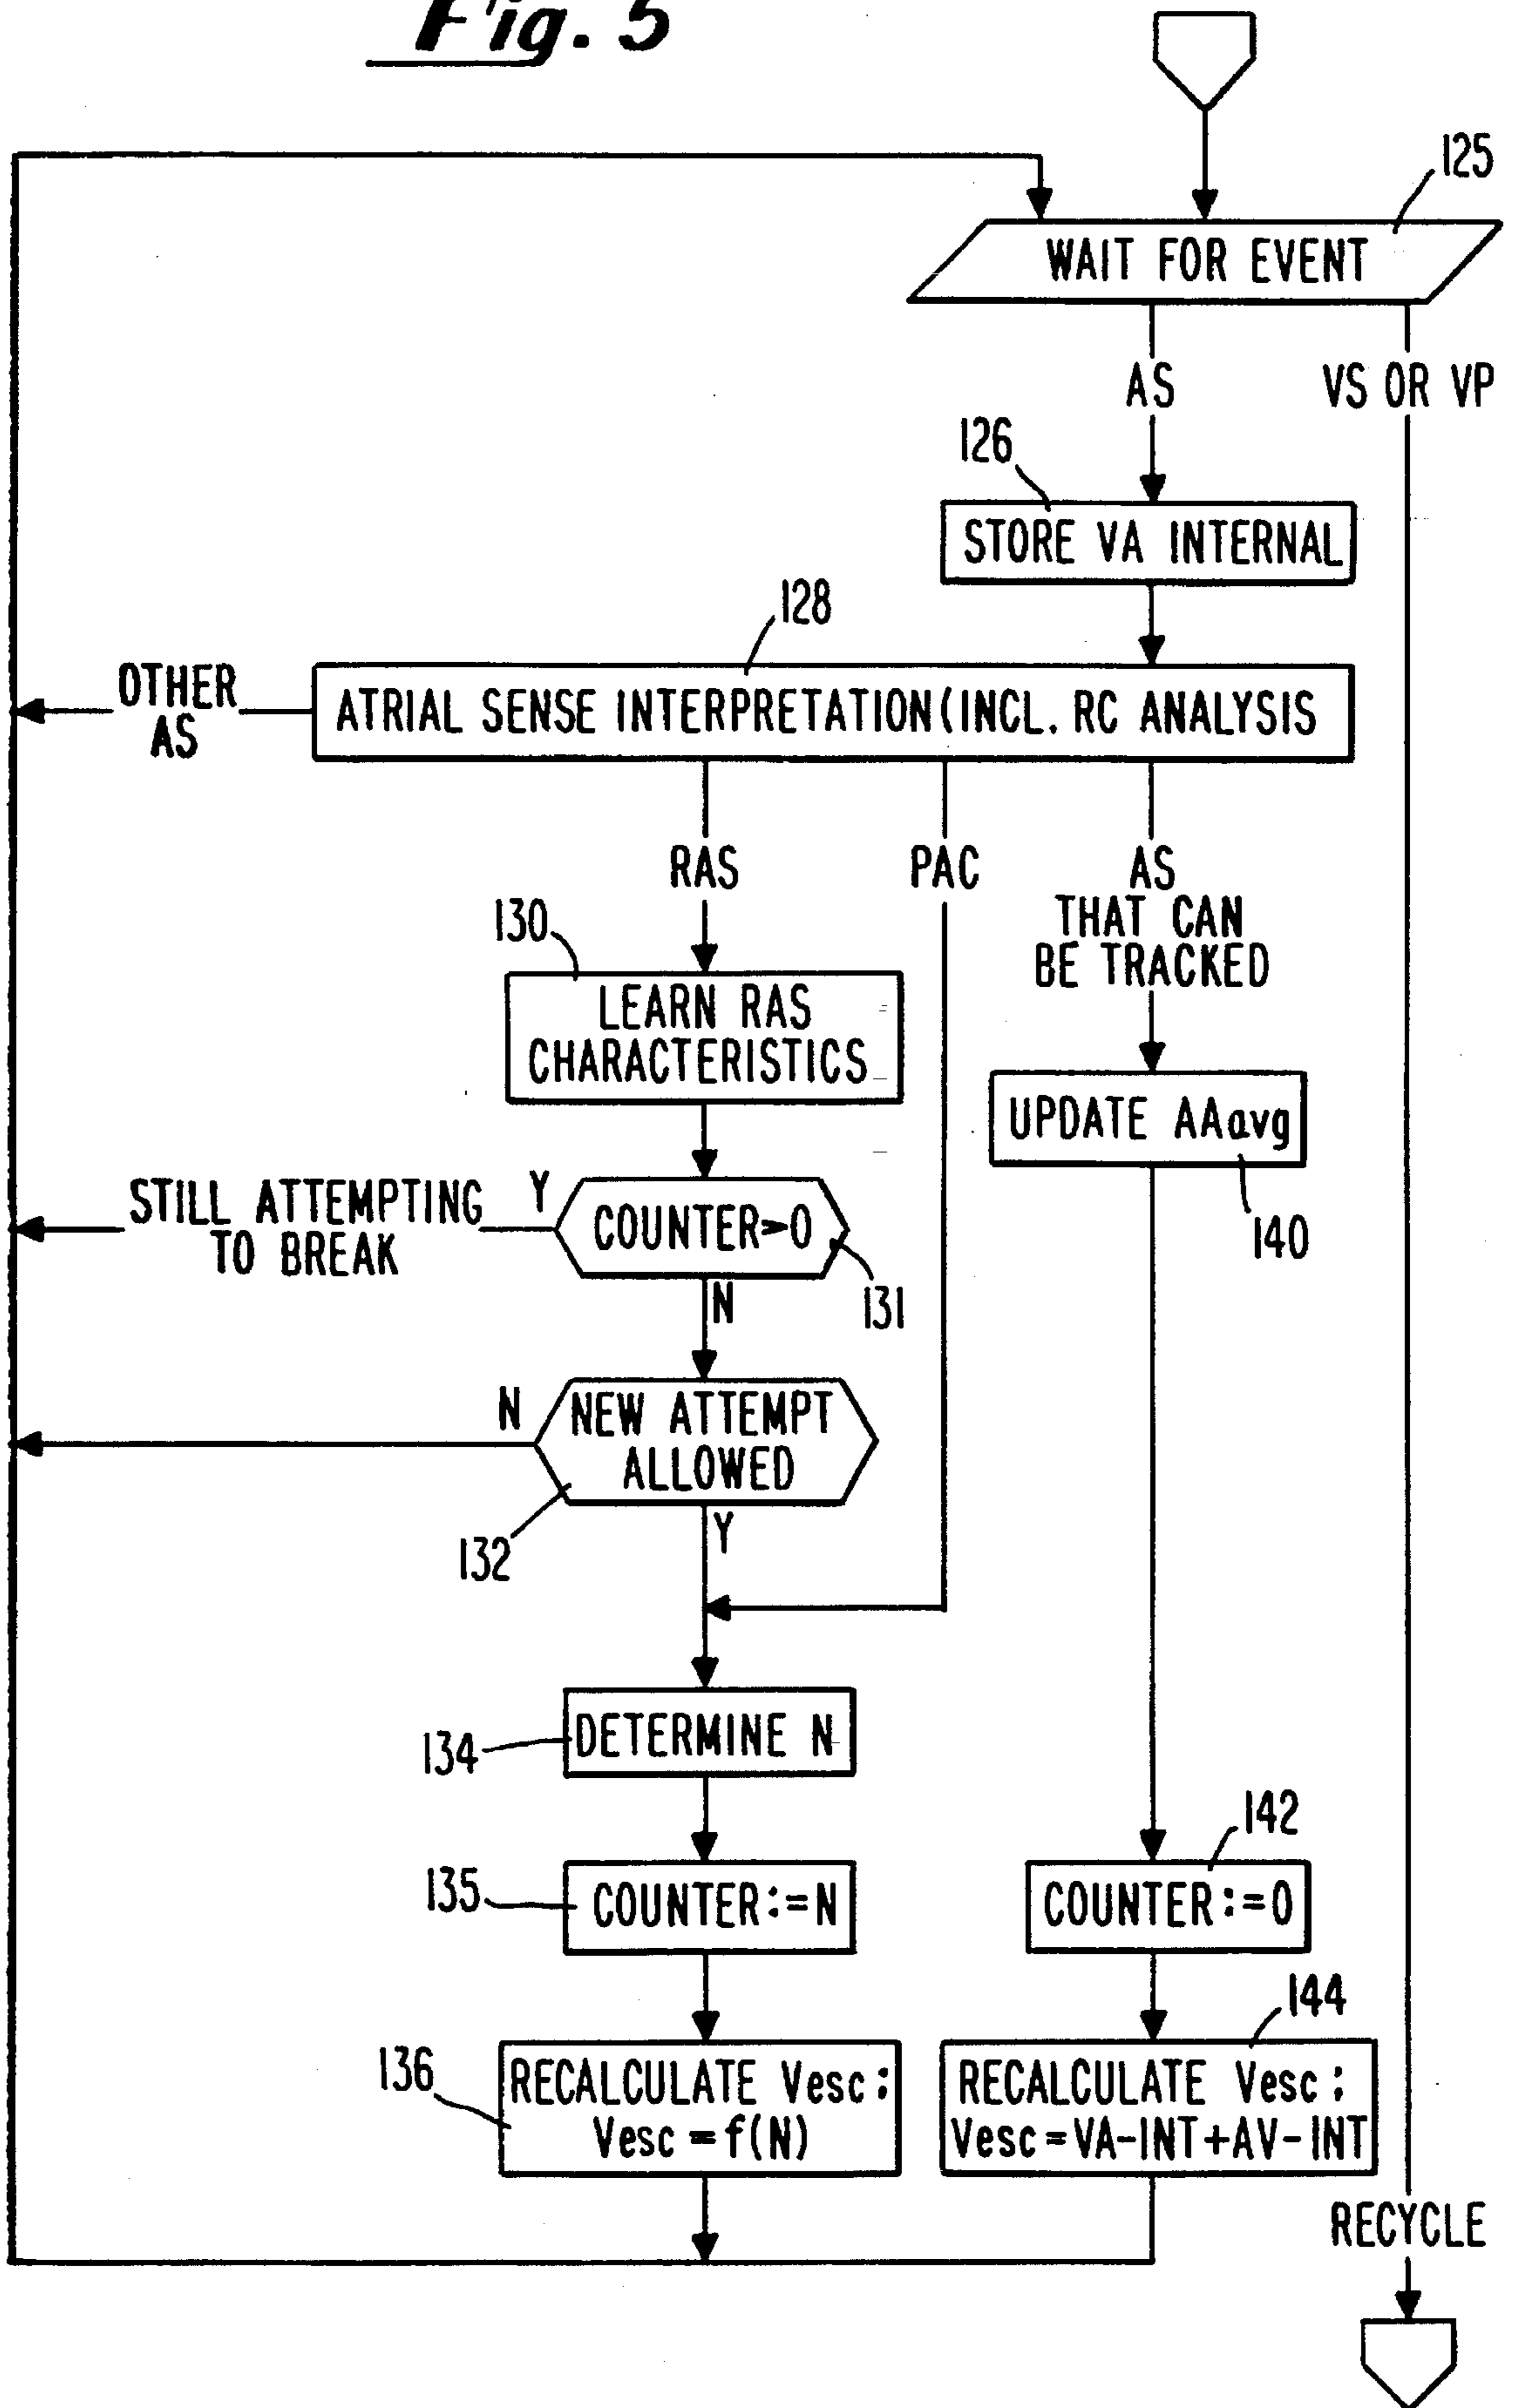 Fig. 5
125
WAIT FOR EVENT
AS
VS OR VP
126
STORE VA INTERNAL
128
OTHER
AS
ATRIAL SENSE INTERPRETATION(INCL. RC ANALYSIS
RAS
PAC
AS
THAT CAN
BE TRACKED
130
LEARN RAS
CHARACTERISTICS
UPDATE AAavg
140
STILL ATTEMPTING
TO BREAK
Y
COUNTER>0
131
N
N
NEW ATTEMPT
ALLOWED
132
Y
134
DETERMINE N
135
COUNTER:=N
142
COUNTER:=0
136
RECALCULATE Vesc:
Vesc=f(N)
144
RECALCULATE Vesc:
Vesc=VA-INT+AV-INT
RECYCLE